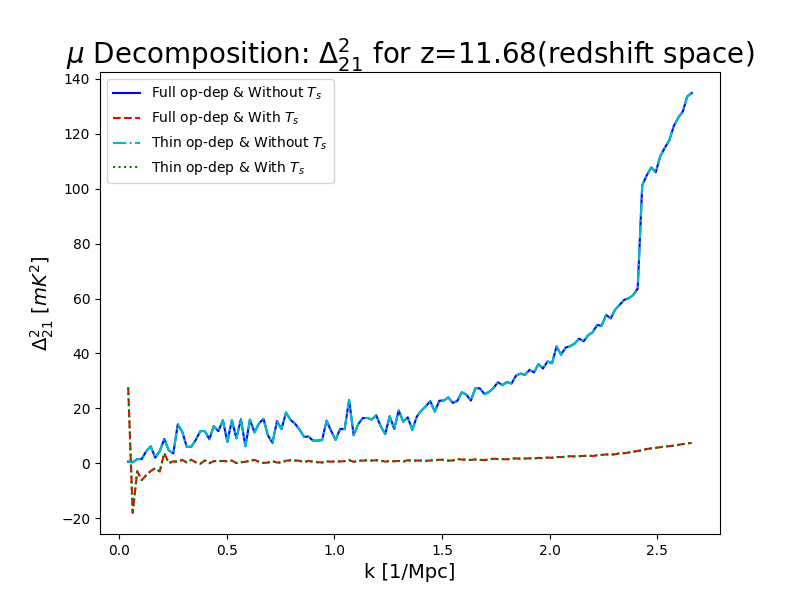 μ Decomposition: Δ²₂₁ for z=11.68(redshift space)
Full op-dep & Without Tₛ
Full op-dep & With Tₛ
Thin op-dep & Without Tₛ
Thin op-dep & With Tₛ
140
120
100
80
60
40
20
0
−20
Δ²₂₁ [mK²]
0.0 0.5 1.0 1.5 2.0 2.5
k [1/Mpc]